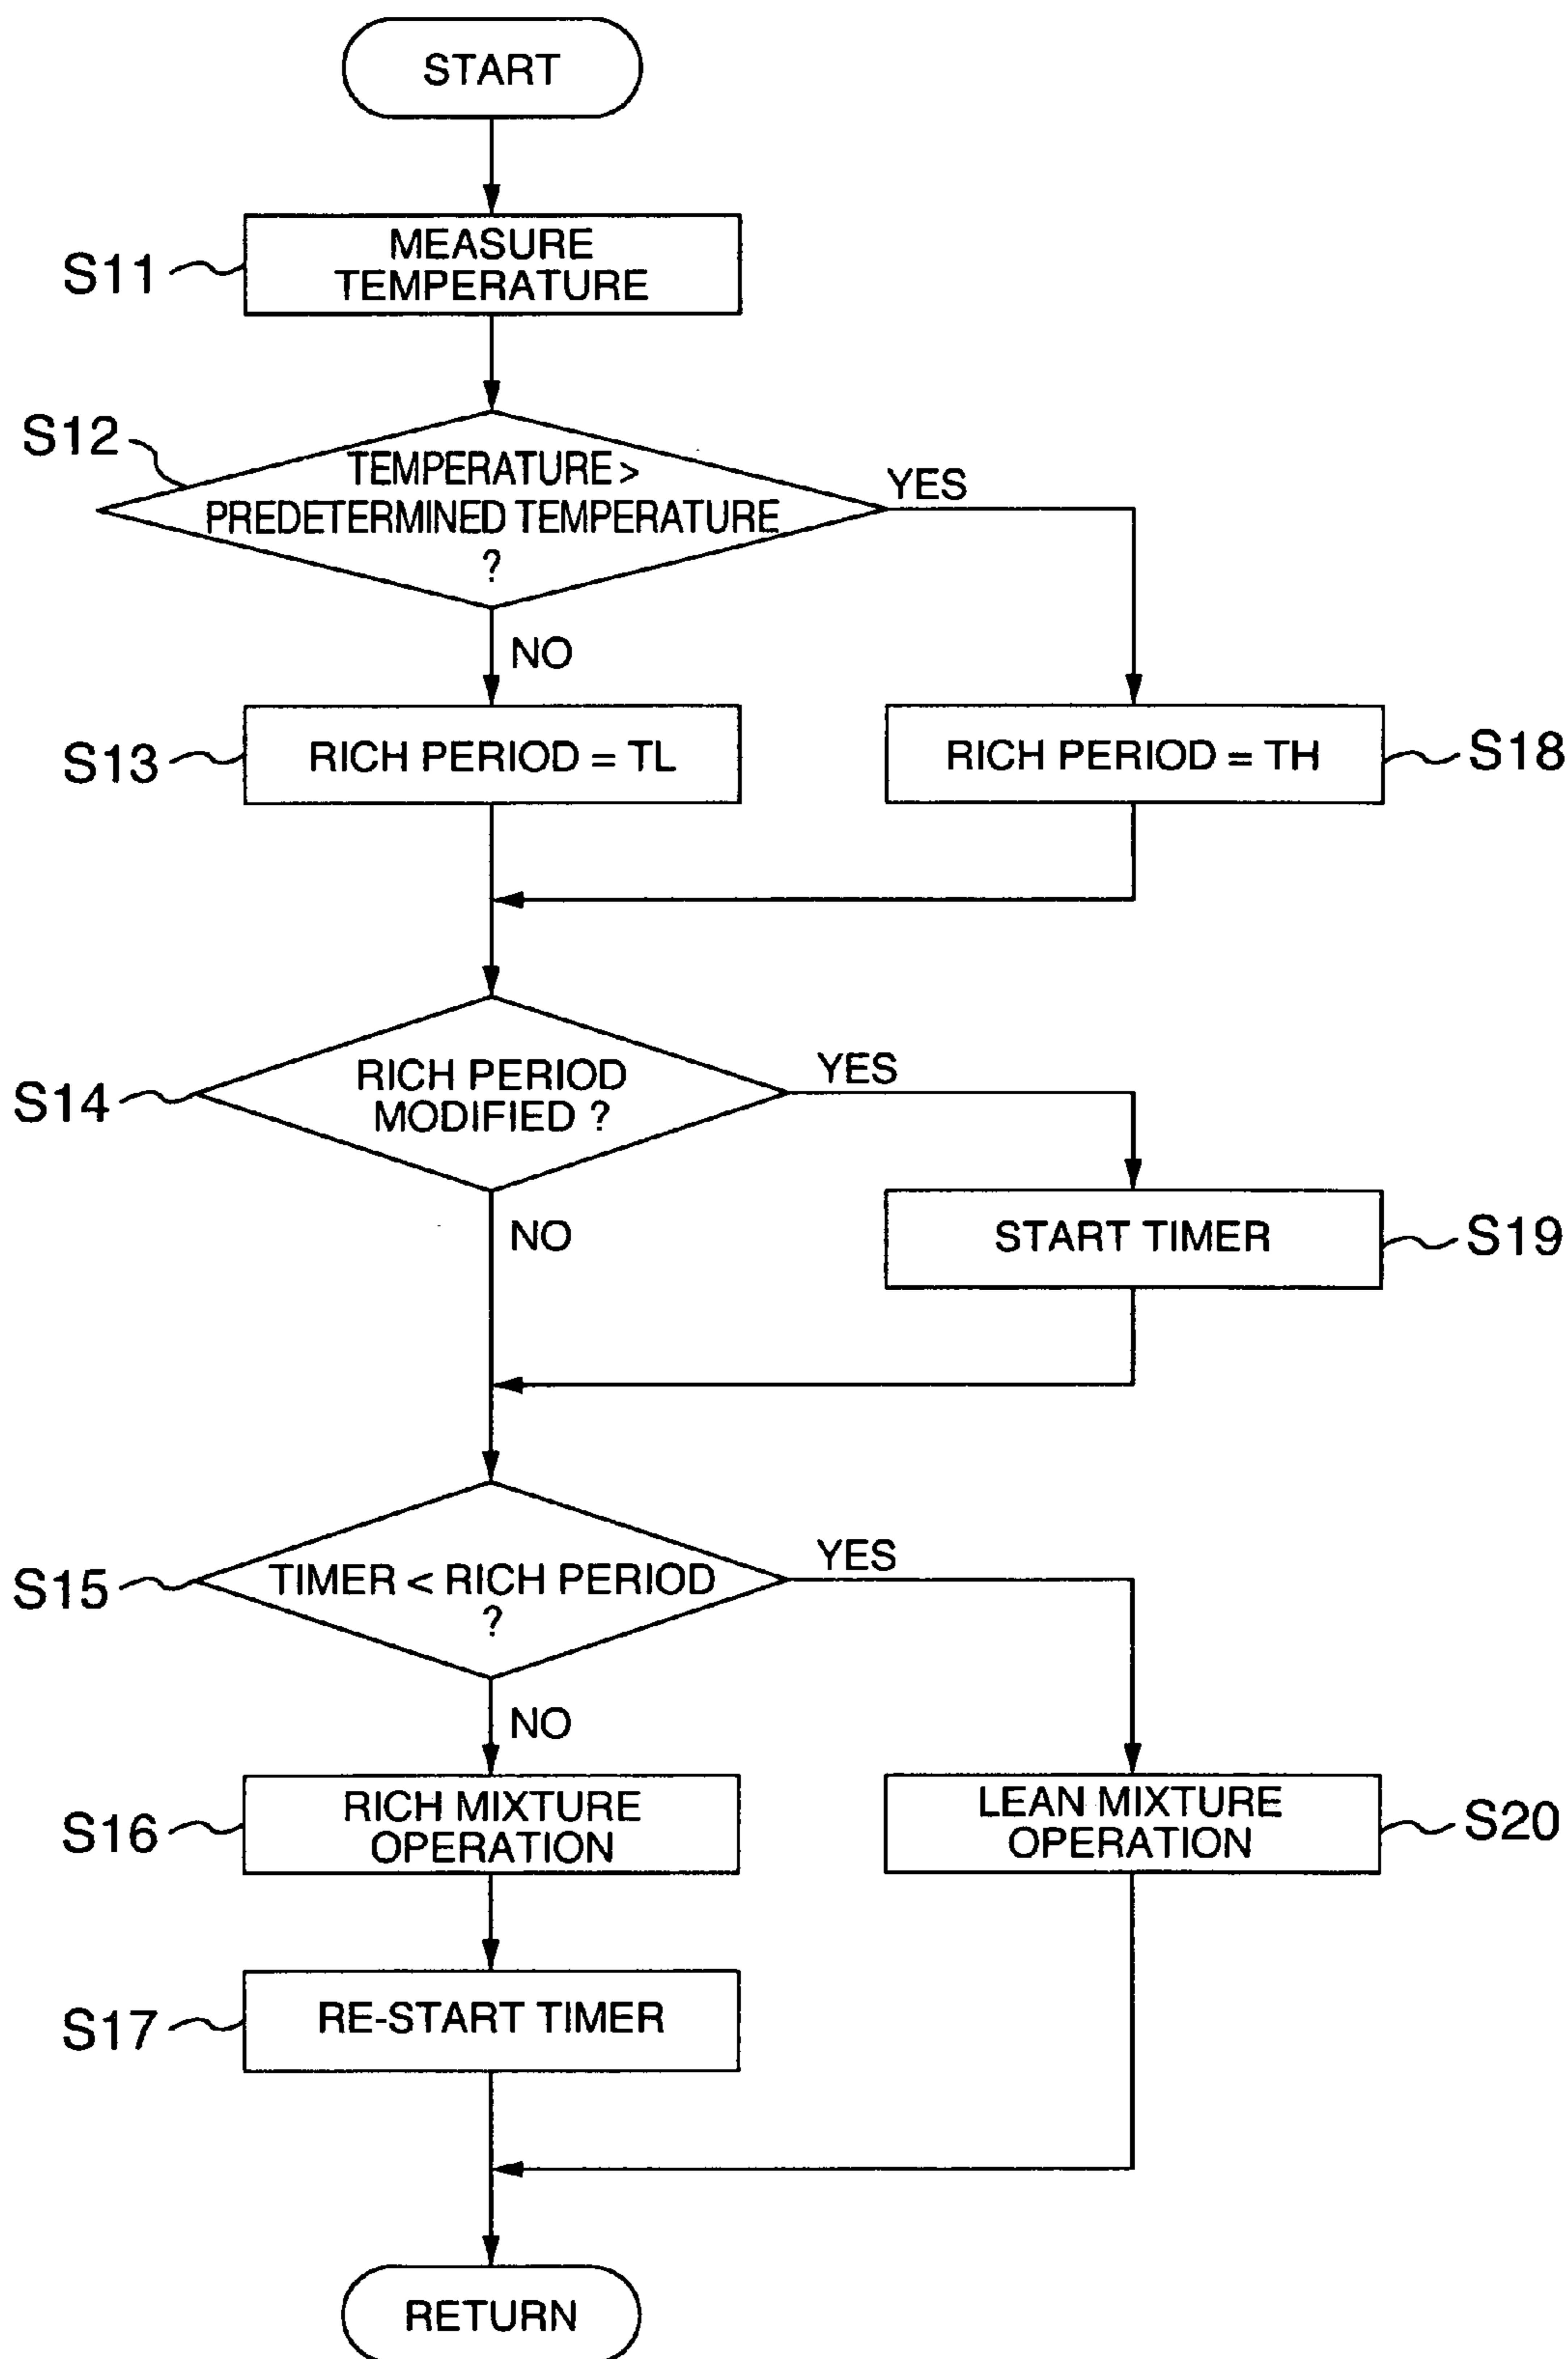 START
S11
MEASURE
TEMPERATURE
S12
TEMPERATURE >
PREDETERMINED TEMPERATURE
?
YES
NO
S13
RICH PERIOD = TL
RICH PERIOD = TH
S18
S14
RICH PERIOD
MODIFIED ?
YES
NO
START TIMER
S19
S15
TIMER < RICH PERIOD
?
YES
NO
S16
RICH MIXTURE
OPERATION
LEAN MIXTURE
OPERATION
S20
S17
RE-START TIMER
RETURN